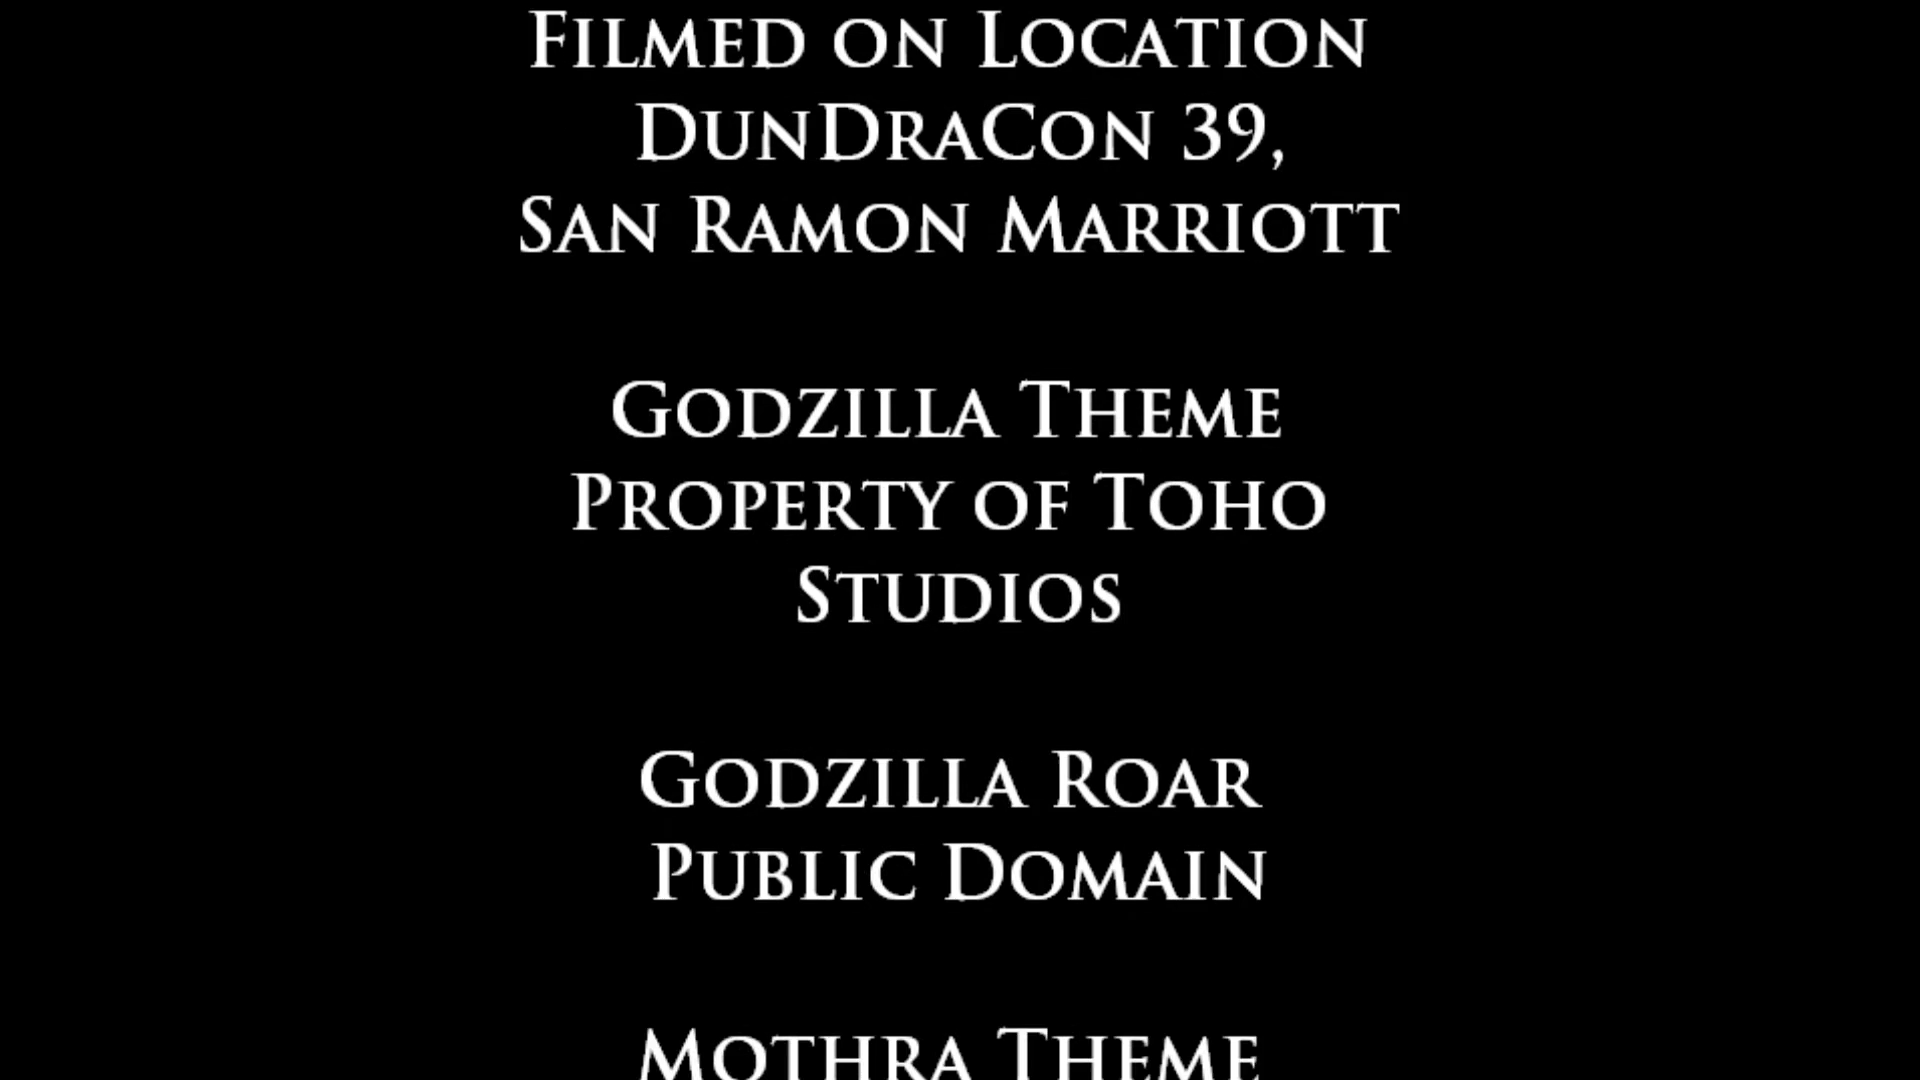 Filmed on Location
DunDraCon 39,
San Ramon Marriott
Godzilla Theme
Property of Toho
Studios
Godzilla Roar
Public Domain
Mothra Theme